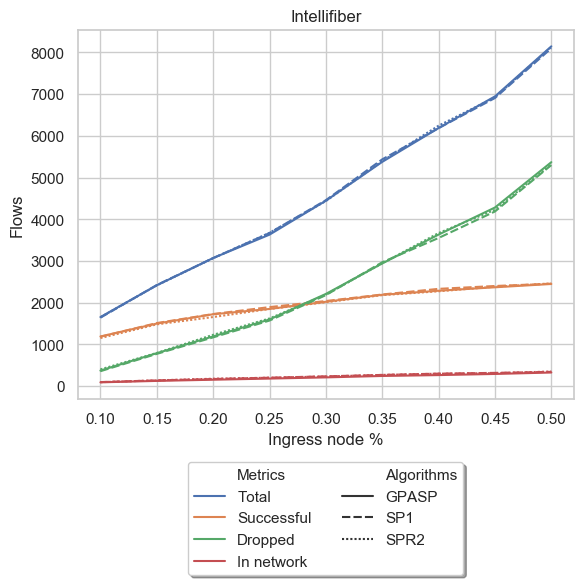 Intellifiber
8000
7000
6000
5000
4000
3000
2000
1000
0
Flows
0.10 0.15 0.20 0.25 0.30 0.35 0.40 0.45 0.50
Ingress node %
Metrics Algorithms
Total GPASP
Successful SP1
Dropped SPR2
In network